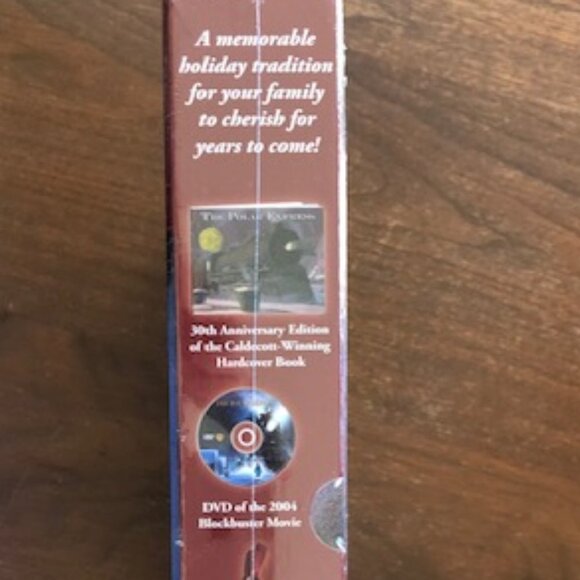 A memorable
holiday tradition
for your family
to cherish for
years to come!
THE POLAR EXPRESS
30th Anniversary Edition
of the Caldecott-Winning
Hardcover Book
DVD of the 2004
Blockbuster Movie